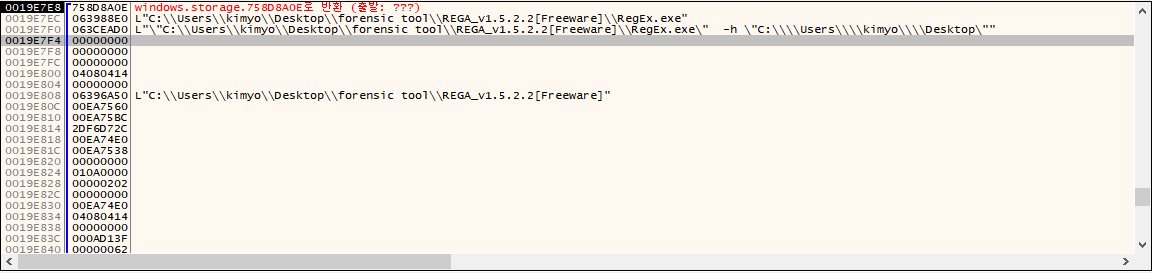 0019E7E8 758D8A0E windows.storage.758D8A0E로 반환 (출발: ???)
0019E7EC 063988E0 L"C:\\Users\\kimyo\\Desktop\\forensic tool\\REGA_v1.5.2.2[Freeware]\\RegEx.exe"
0019E7F0 063CEAD0 L"\"C:\\Users\\kimyo\\Desktop\\forensic tool\\REGA_v1.5.2.2[Freeware]\\RegEx.exe\"  -h \"C:\\\\Users\\\\kimyo\\\\Desktop\""
0019E7F4 00000000
0019E7F8 00000000
0019E7FC 00000000
0019E800 04080414
0019E804 00000000
0019E808 06396A50 L"C:\\Users\\kimyo\\Desktop\\forensic tool\\REGA_v1.5.2.2[Freeware]"
0019E80C 00EA7560
0019E810 00EA75BC
0019E814 2DF6D72C
0019E818 00EA74E0
0019E81C 00EA7538
0019E820 00000000
0019E824 010A0000
0019E828 00000202
0019E82C 00000000
0019E830 00EA74E0
0019E834 04080414
0019E838 00000000
0019E83C 000AD13F
0019E840 00000062